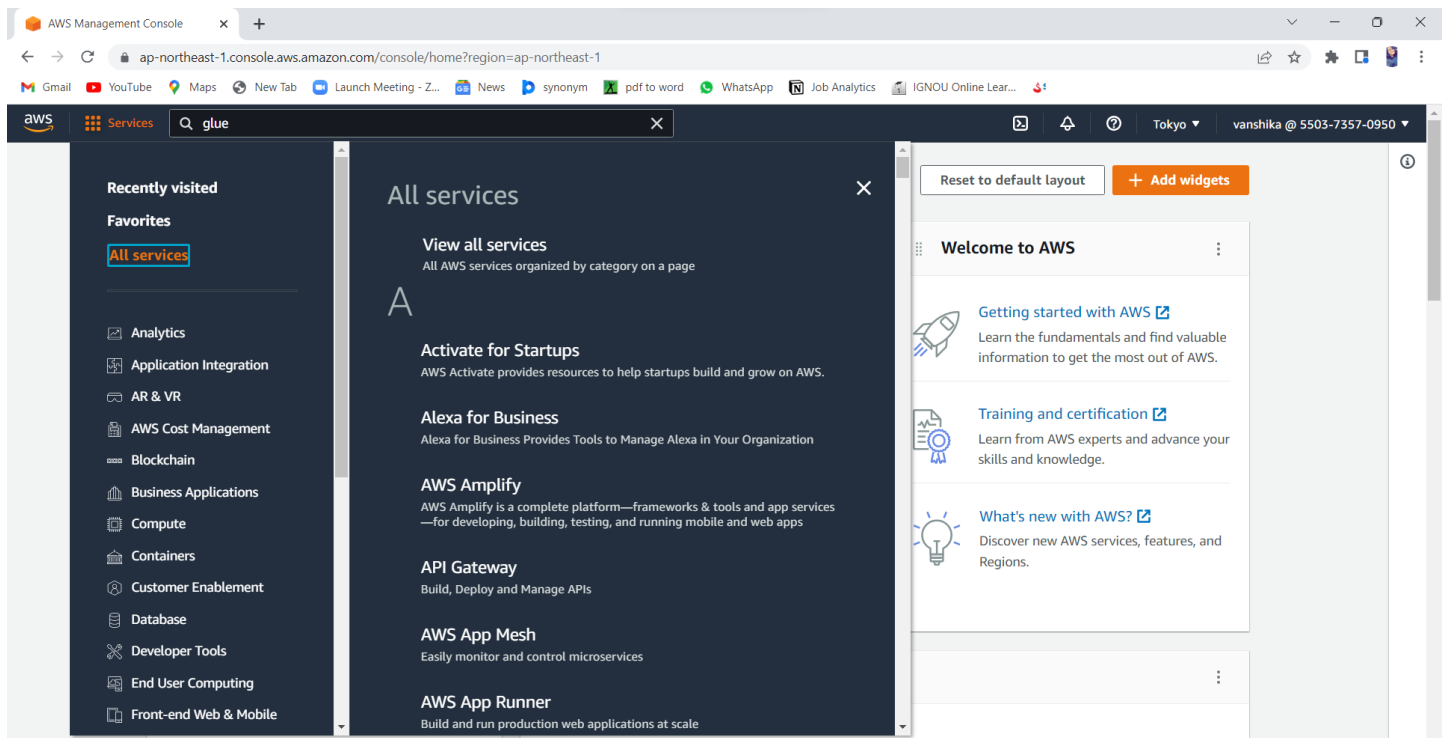 AWS Management Console
ap-northeast-1.console.aws.amazon.com/console/home?region=ap-northeast-1
Gmail YouTube Maps New Tab Launch Meeting - Z... News synonym pdf to word WhatsApp Job Analytics IGNOU Online Lear...
aws Services glue Tokyo vanshika @ 5503-7357-0950
Recently visited
Favorites
All services
Analytics
Application Integration
AR & VR
AWS Cost Management
Blockchain
Business Applications
Compute
Containers
Customer Enablement
Database
Developer Tools
End User Computing
Front-end Web & Mobile
All services
View all services
All AWS services organized by category on a page
A
Activate for Startups
AWS Activate provides resources to help startups build and grow on AWS.
Alexa for Business
Alexa for Business Provides Tools to Manage Alexa in Your Organization
AWS Amplify
AWS Amplify is a complete platform—frameworks & tools and app services
—for developing, building, testing, and running mobile and web apps
API Gateway
Build, Deploy and Manage APIs
AWS App Mesh
Easily monitor and control microservices
AWS App Runner
Build and run production web applications at scale
Reset to default layout + Add widgets
Welcome to AWS
Getting started with AWS
Learn the fundamentals and find valuable
information to get the most out of AWS.
Training and certification
Learn from AWS experts and advance your
skills and knowledge.
What's new with AWS?
Discover new AWS services, features, and
Regions.